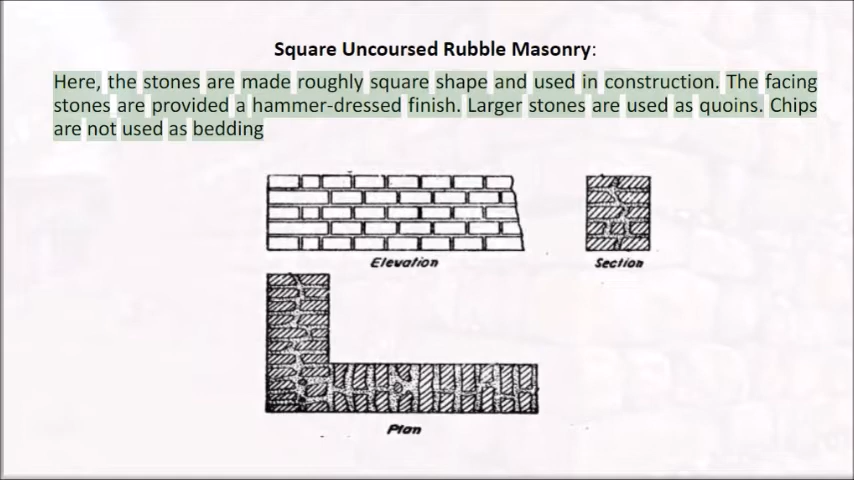 Square Uncoursed Rubble Masonry:
Here, the stones are made roughly square shape and used in construction. The facing
stones are provided a hammer-dressed finish. Larger stones are used as quoins. Chips
are not used as bedding
Elevation
Section
Plan